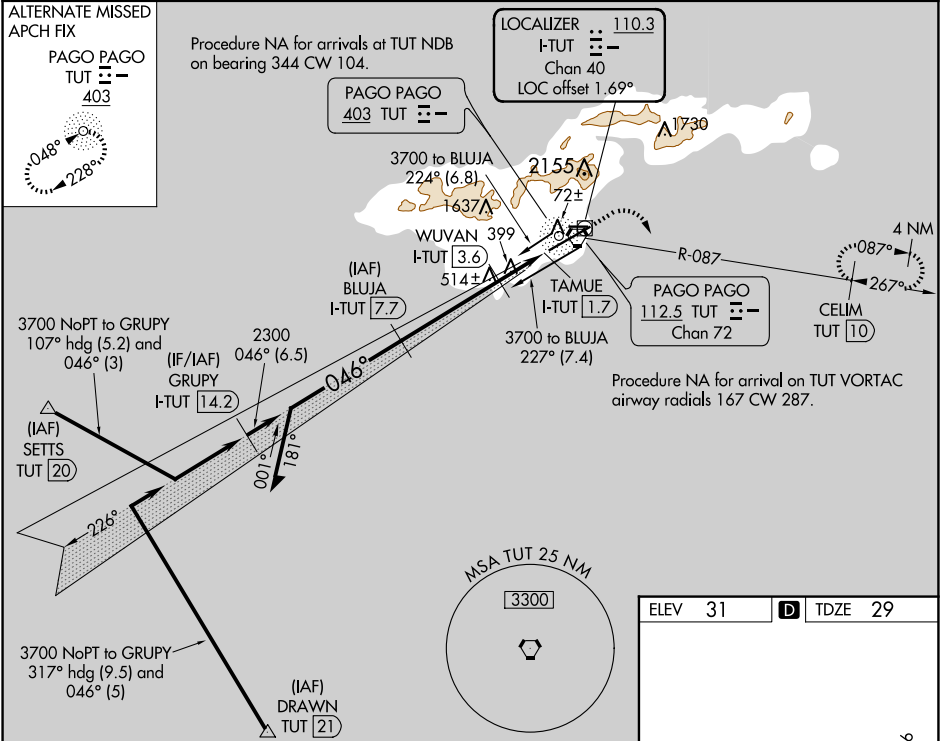 ALTERNATE MISSED
APCH FIX
PAGO PAGO
TUT
403
048°
228°
Procedure NA for arrivals at TUT NDB
on bearing 344 CW 104.
LOCALIZER 110.3
I-TUT
Chan 40
LOC offset 1.69°
PAGO PAGO
403 TUT
1730
3700 to BLUJA
224° (6.8)
2155
72±
1637
WUVAN
I-TUT 3.6
399
514±
4 NM
087°
267°
R-087
CELIM
TUT 10
(IAF)
BLUJA
I-TUT 7.7
TAMUE
I-TUT 1.7
PAGO PAGO
112.5 TUT
Chan 72
3700 to BLUJA
227° (7.4)
3700 NoPT to GRUPY
107° hdg (5.2) and
046° (3)
2300
046° (6.5)
(IF/IAF)
GRUPY
I-TUT 14.2
046°
Procedure NA for arrival on TUT VORTAC
airway radials 167 CW 287.
(IAF)
SETTS
TUT 20
001°
181°
226°
MSA TUT 25 NM
3300
3700 NoPT to GRUPY
317° hdg (9.5) and
046° (5)
(IAF)
DRAWN
TUT 21
ELEV 31 D TDZE 29